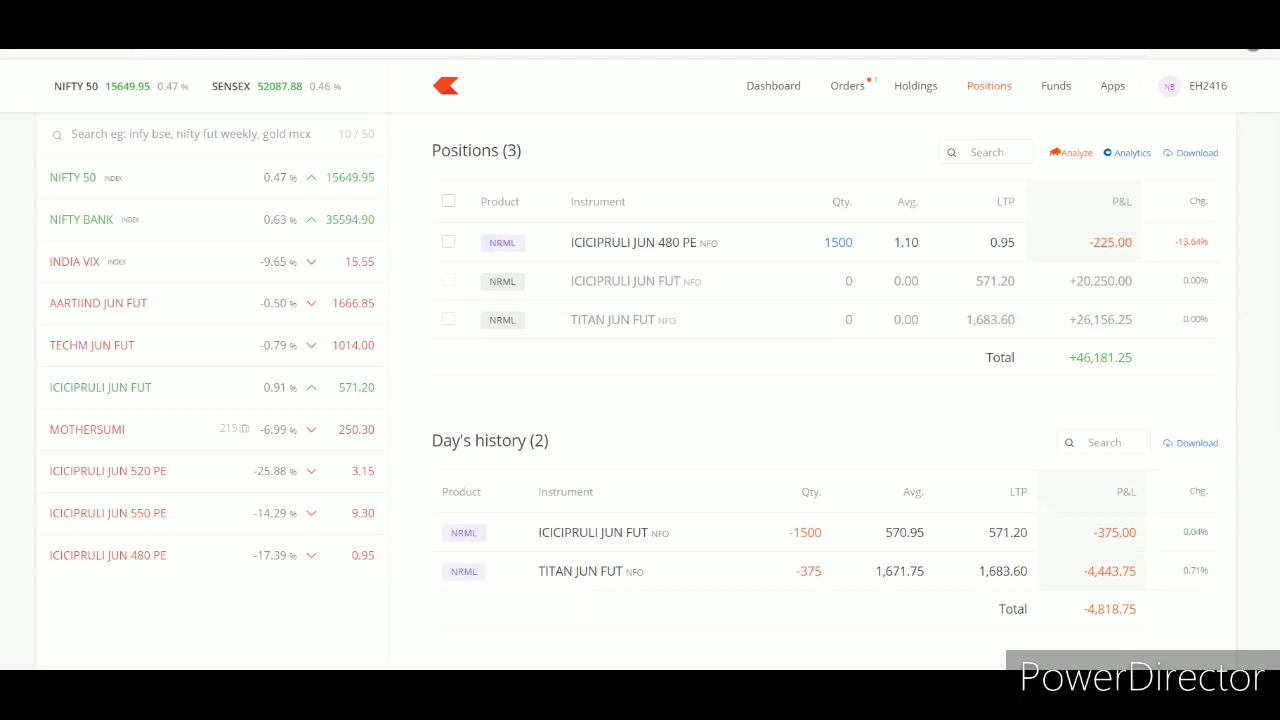 NIFTY 50 15649.95 0.47 % SENSEX 52087.88 0.46 %
Dashboard Orders 1 Holdings Positions Funds Apps NB EH2416
Search eg: infy bse, nifty fut weekly, gold mcx 10 / 50
NIFTY 50 INDEX 0.47 % 15649.95
NIFTY BANK INDEX 0.63 % 35594.90
INDIA VIX INDEX -9.65 % 15.55
AARTIIND JUN FUT -0.50 % 1666.85
TECHM JUN FUT -0.79 % 1014.00
ICICIPRULI JUN FUT 0.91 % 571.20
MOTHERSUMI 215 -6.99 % 250.30
ICICIPRULI JUN 520 PE -25.88 % 3.15
ICICIPRULI JUN 550 PE -14.29 % 9.30
ICICIPRULI JUN 480 PE -17.39 % 0.95
Positions (3) Search Analyze Analytics Download
Product Instrument Qty. Avg. LTP P&L Chg.
NRML ICICIPRULI JUN 480 PE NFO 1500 1.10 0.95 -225.00 -13.64%
NRML ICICIPRULI JUN FUT NFO 0 0.00 571.20 +20,250.00 0.00%
NRML TITAN JUN FUT NFO 0 0.00 1,683.60 +26,156.25 0.00%
Total +46,181.25
Day's history (2) Search Download
Product Instrument Qty. Avg. LTP P&L Chg.
NRML ICICIPRULI JUN FUT NFO -1500 570.95 571.20 -375.00 0.04%
NRML TITAN JUN FUT NFO -375 1,671.75 1,683.60 -4,443.75 0.71%
Total -4,818.75
PowerDirector